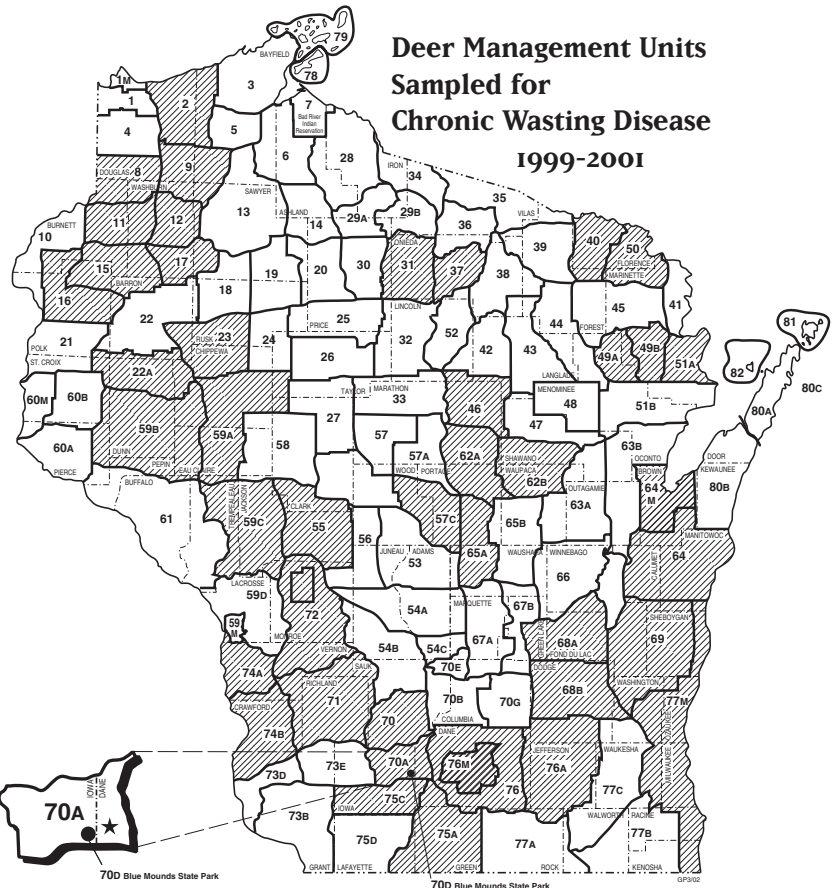 Deer Management Units
Sampled for
Chronic Wasting Disease
1999-2001
79
BAYFIELD
78
1M
1
2
3
7
Bad River
Indian
Reservation
4
5
6
28
IRON
34
DOUGLAS
8
9
WASHBURN
SAWYER
35
VILAS
13
ASHLAND
14
29A
29B
36
BURNETT
10
11
12
ONEIDA
39
40
50
FLORENCE
MARINETTE
15
17
BARRON
18
19
20
30
31
37
38
16
22
LINCOLN
44
45
41
FOREST
81
21
POLK
ST. CROIX
RUSK
23
CHIPPEWA
24
PRICE
25
32
52
42
43
49A
49B
51A
82
26
LANGLADE
22A
TAYLOR
MARATHON
33
MENOMINEE
48
80C
60M
60B
59B
59A
27
46
47
51B
80A
58
57
60A
57A
62A
SHAWANO
WAUPACA
62B
63B
OCONTO
BROWN
DOOR
KEWAUNEE
DUNN
PEPIN
EAU CLAIRE
WOOD
PORTAGE
PIERCE
BUFFALO
OUTAGAMIE
64
M
80B
61
TREMPEALEAU
JACKSON
59C
CLARK
55
57C
65B
63A
56
JUNEAU
ADAMS
53
65A
WAUSHARA
WINNEBAGO
MANITOWOC
64
CALUMET
66
LACROSSE
59D
72
54A
MARQUETTE
67B
59
M
MONROE
67A
GREEN LAKE
68A
FOND DU LAC
SHEBOYGAN
69
VERNON
54B
54C
74A
SAUK
70E
DODGE
RICHLAND
71
70B
70G
68B
WASHINGTON
77M
CRAWFORD
70
COLUMBIA
OZAUKEE
74B
DANE
JEFFERSON
WAUKESHA
MILWAUKEE
73D
73E
70A
76M
76
76A
IOWA
DANE
70A
75C
77C
IOWA
WALWORTH
RACINE
73B
75A
77B
75D
77A
GRANT
LAFAYETTE
GREEN
ROCK
KENOSHA
70D Blue Mounds State Park
70D Blue Mounds State Park
GP3/02